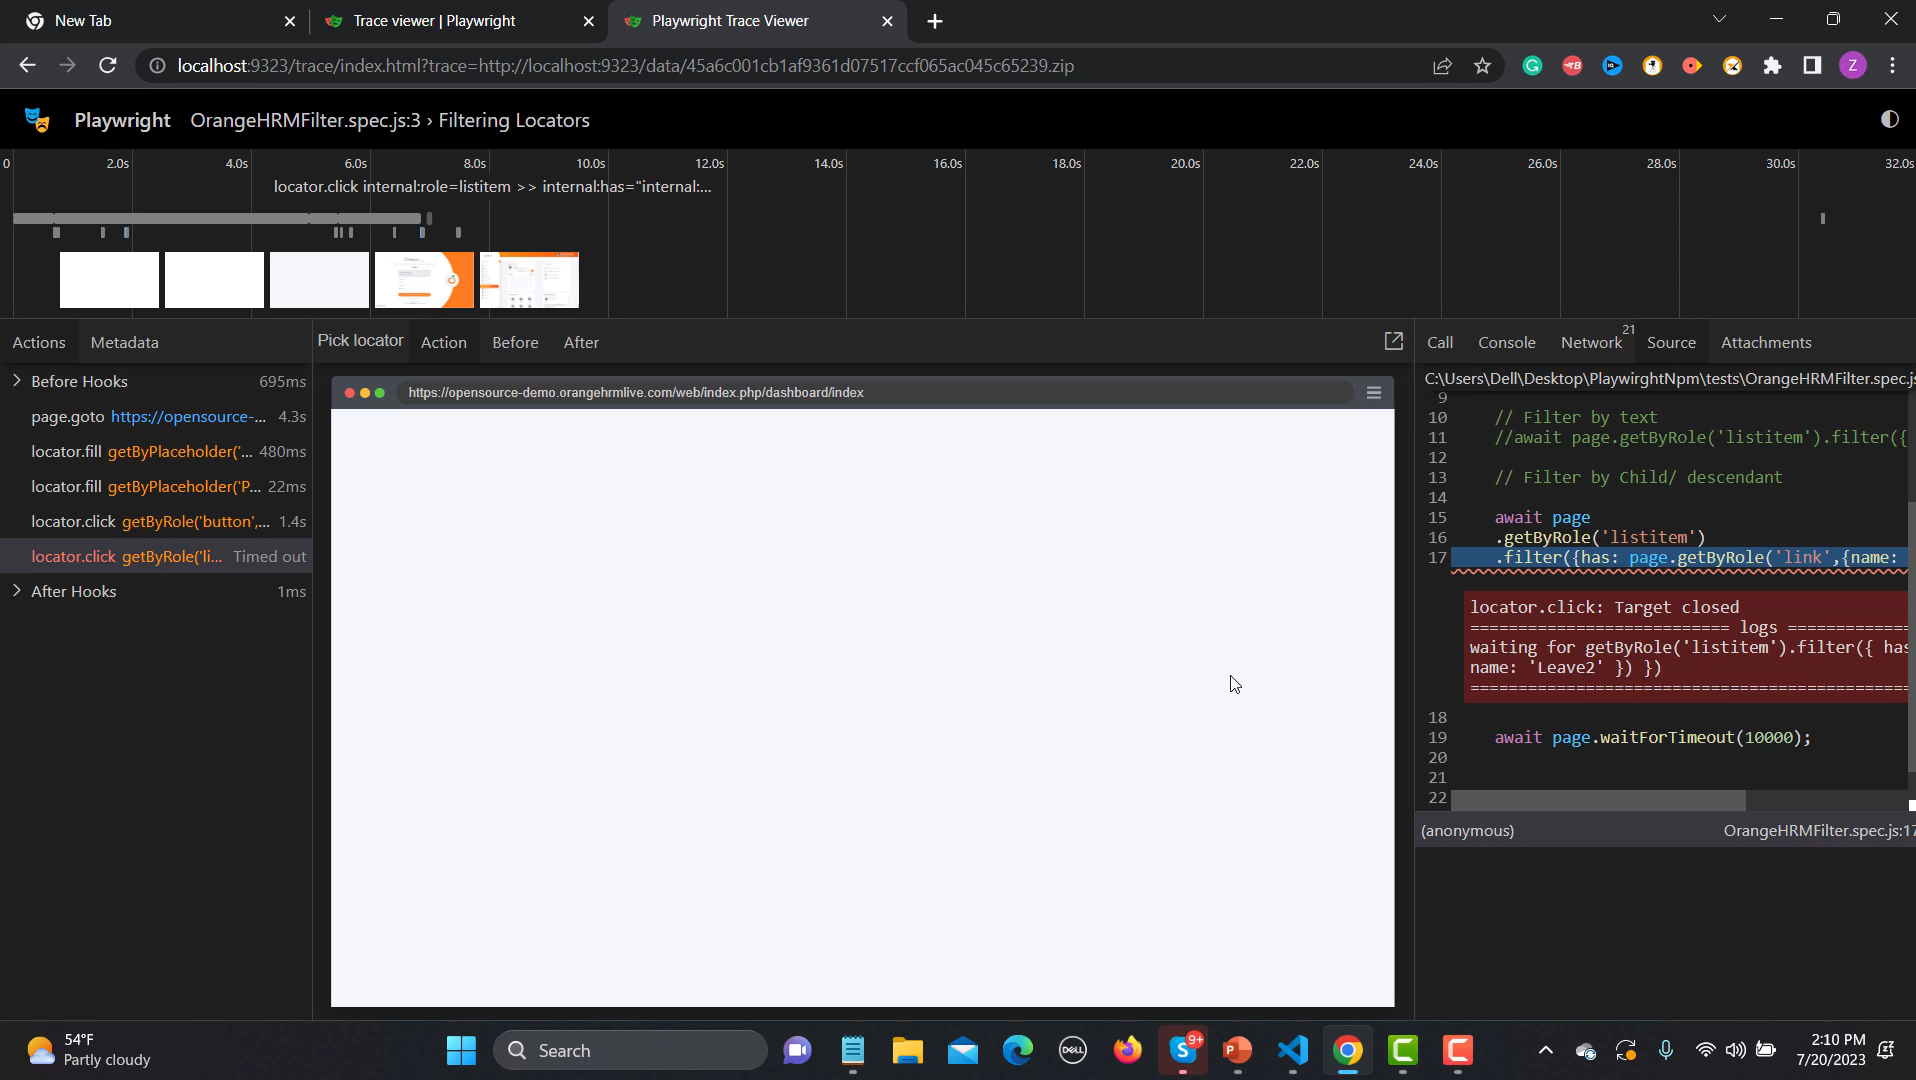 New Tab
Trace viewer | Playwright
Playwright Trace Viewer
localhost:9323/trace/index.html?trace=http://localhost:9323/data/45a6c001cb1af9361d07517ccf065ac045c65239.zip
Z
Playwright OrangeHRMFilter.spec.js:3 › Filtering Locators
0 2.0s 4.0s 6.0s 8.0s 10.0s 12.0s 14.0s 16.0s 18.0s 20.0s 22.0s 24.0s 26.0s 28.0s 30.0s 32.0s
locator.click internal:role=listitem >> internal:has="internal:...
Actions Metadata
Pick locator Action Before After
Call Console Network 21 Source Attachments
Before Hooks 695ms
page.goto https://opensource-... 4.3s
locator.fill getByPlaceholder('... 480ms
locator.fill getByPlaceholder('P... 22ms
locator.click getByRole('button',... 1.4s
locator.click getByRole('li... Timed out
After Hooks 1ms
https://opensource-demo.orangehrmlive.com/web/index.php/dashboard/index
C:\Users\Dell\Desktop\PlaywirghtNpm\tests\OrangeHRMFilter.spec.js
9
10 // Filter by text
11 //await page.getByRole('listitem').filter({
12
13 // Filter by Child/ descendant
14
15 await page
16 .getByRole('listitem')
17 .filter({has: page.getByRole('link',{name:
locator.click: Target closed
=========================== logs =============
waiting for getByRole('listitem').filter({ has
name: 'Leave2' }) })
==============================================
18
19 await page.waitForTimeout(10000);
20
21
22
(anonymous) OrangeHRMFilter.spec.js:17
54°F
Partly cloudy
Search
DELL
9+
2:10 PM
7/20/2023